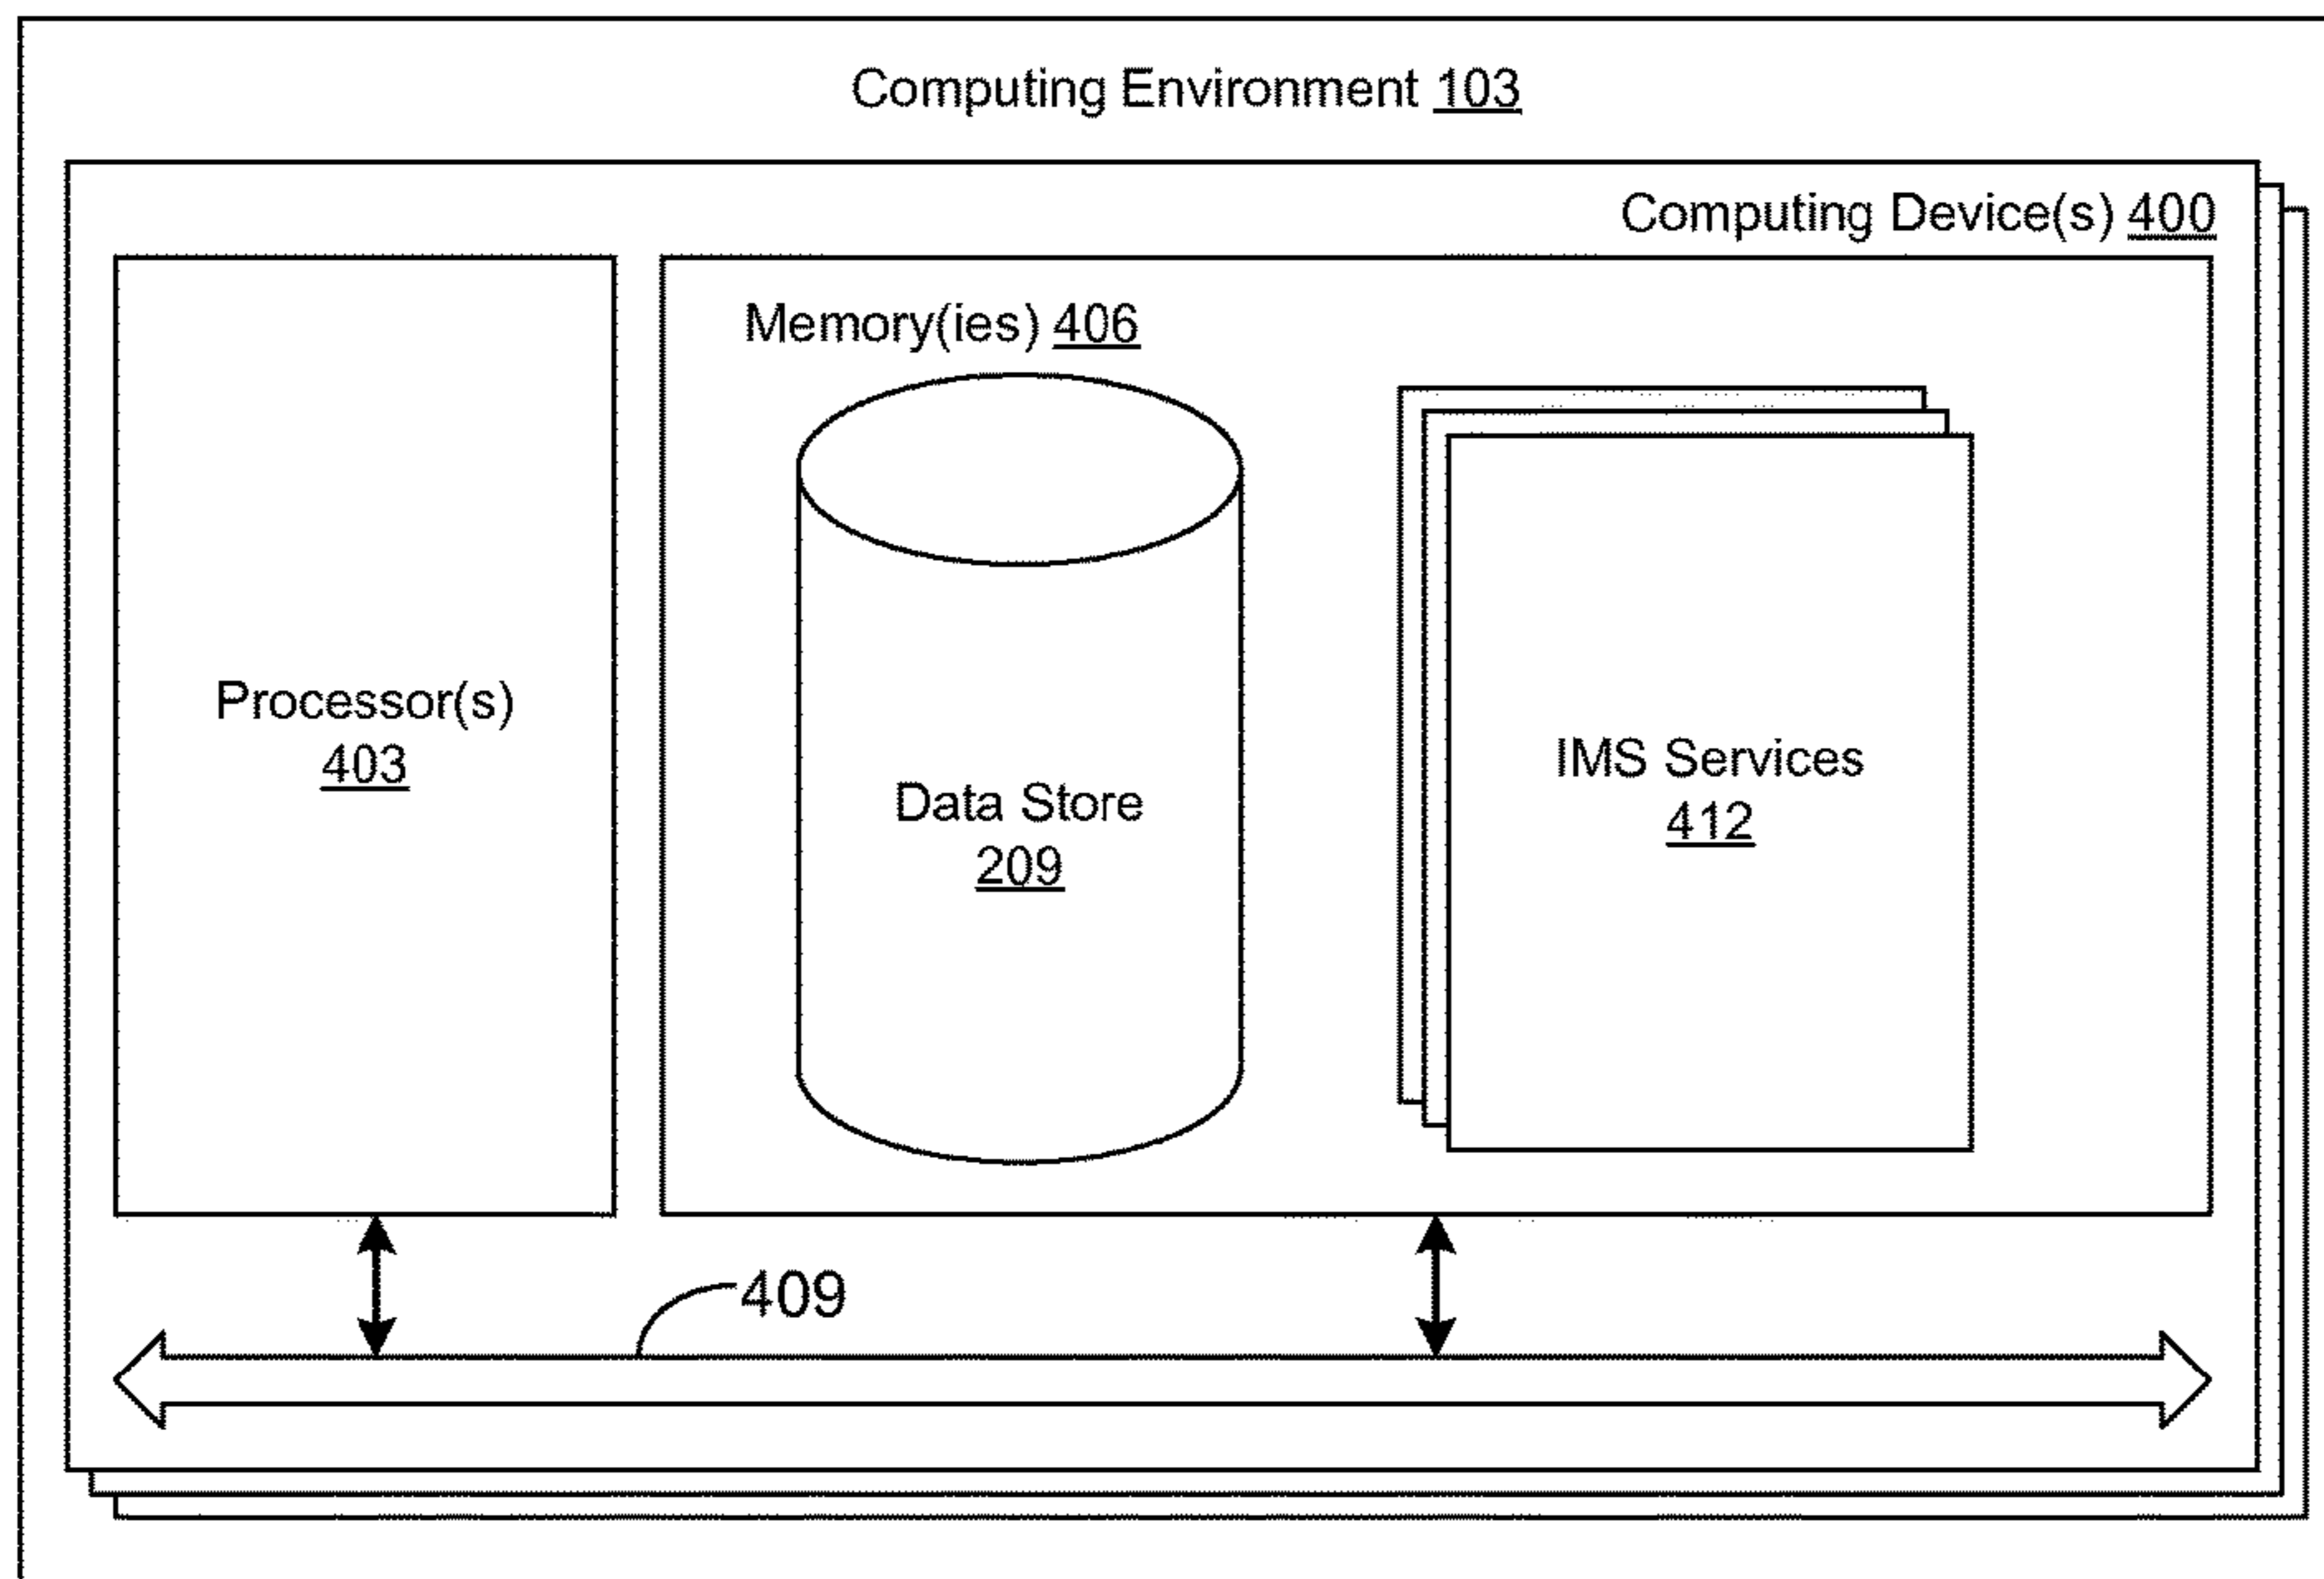 Computing Environment 103
Computing Device(s) 400
Memory(ies) 406
Processor(s)
403
Data Store
209
IMS Services
412
409